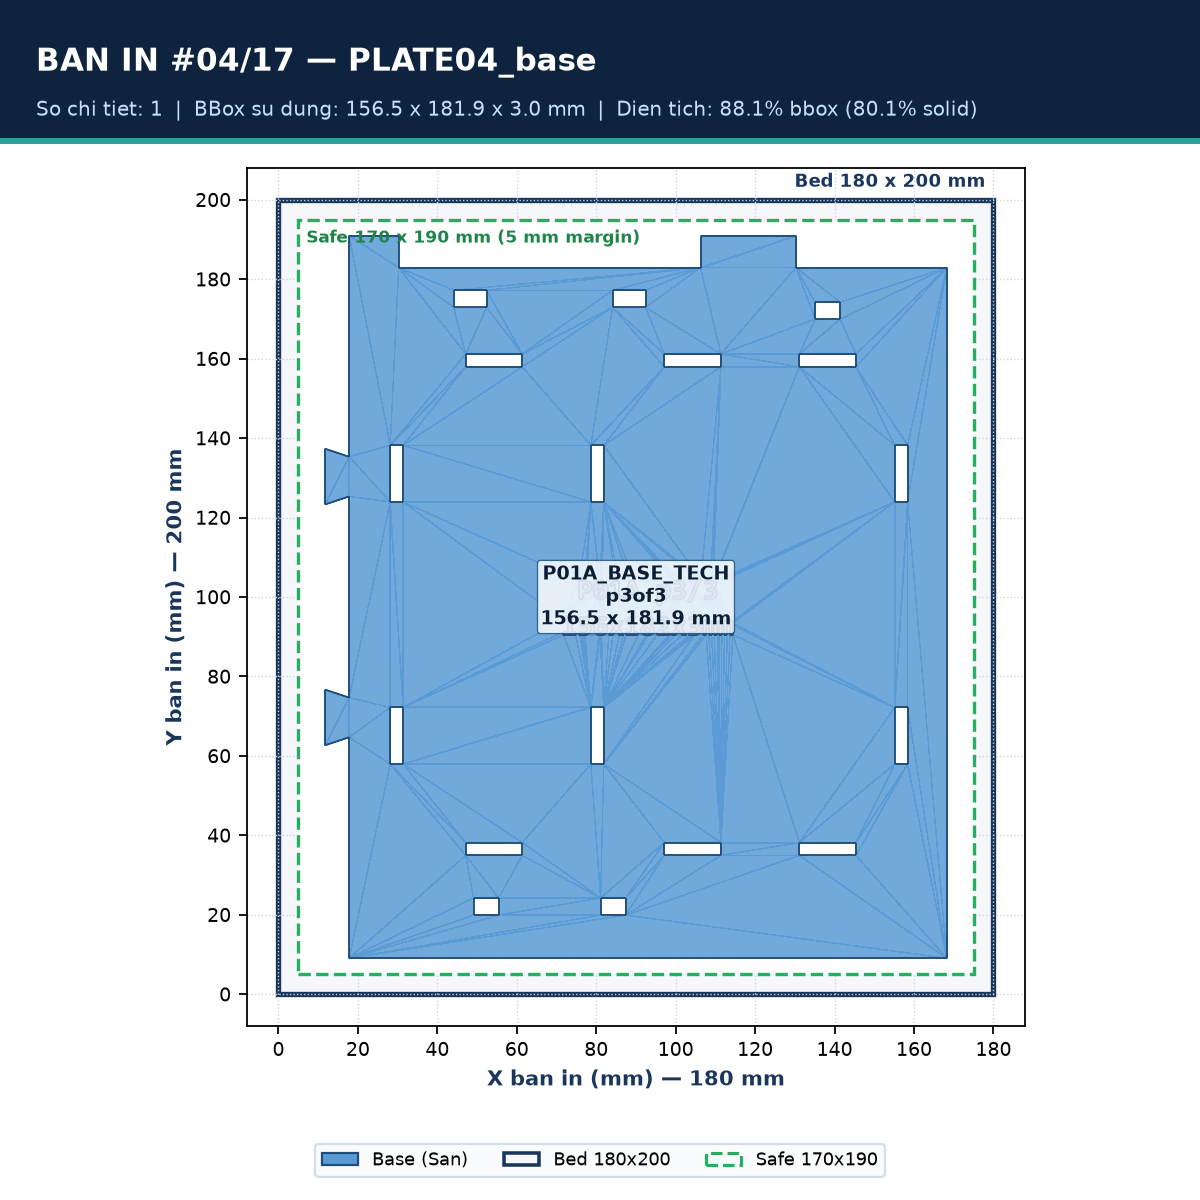 BAN IN #04/17 — PLATE04_base
So chi tiet: 1 | BBox su dung: 156.5 x 181.9 x 3.0 mm | Dien tich: 88.1% bbox (80.1% solid)
Bed 180 x 200 mm
Safe 170 x 190 mm (5 mm margin)
200
180
160
140
120
100
80
60
40
20
0
Y ban in (mm) — 200 mm
P01A_BASE_TECH
p3of3
156.5 x 181.9 mm
0 20 40 60 80 100 120 140 160 180
X ban in (mm) — 180 mm
Base (San) Bed 180x200 Safe 170x190